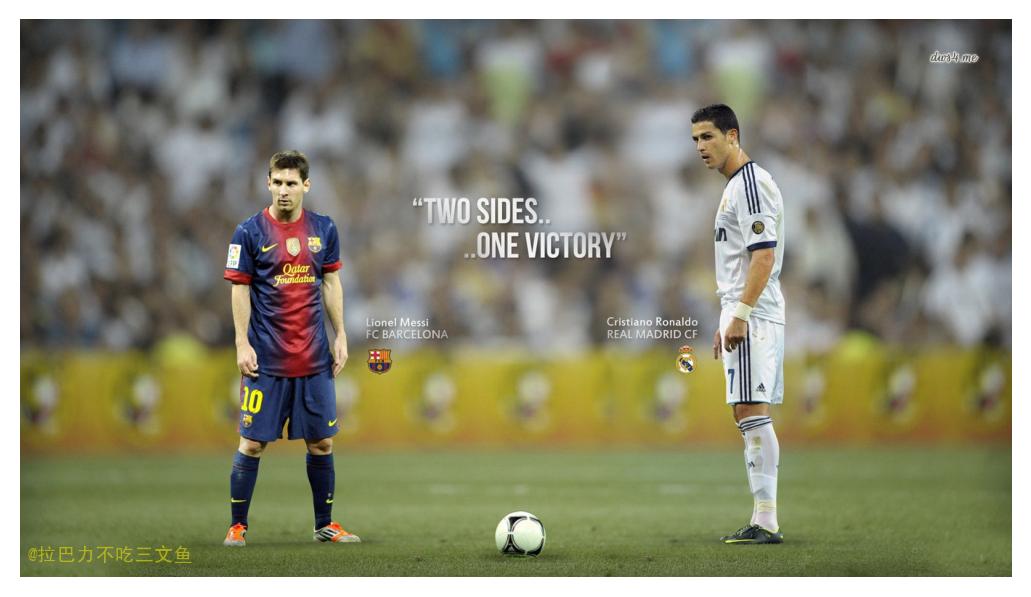 dws4.me
“TWO SIDES..
..ONE VICTORY”
Lionel Messi
FC BARCELONA
Cristiano Ronaldo
REAL MADRID CF
Qatar
Foundation
10
7
@拉巴力不吃三文鱼